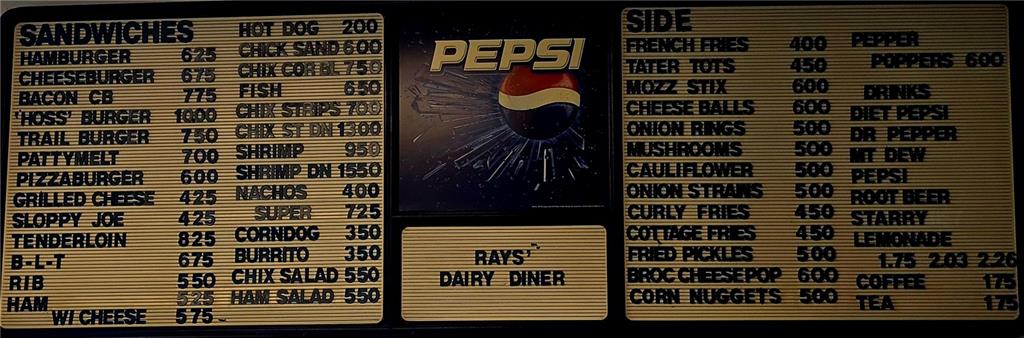 SANDWICHES
HAMBURGER 625
CHEESEBURGER 675
BACON CB 775
'HOSS' BURGER 1000
TRAIL BURGER 750
PATTYMELT 700
PIZZABURGER 600
GRILLED CHEESE 425
SLOPPY JOE 425
TENDERLOIN 825
B-L-T 675
RIB 550
HAM 525
W/ CHEESE 575
HOT DOG 200
CHICK SAND 600
CHIX COR BL 750
FISH 650
CHIX STRIPS 700
CHIX ST DN 1300
SHRIMP 950
SHRIMP DN 1550
NACHOS 400
SUPER 725
CORNDOG 350
BURRITO 350
CHIX SALAD 550
HAM SALAD 550
PEPSI
RAYS'
DAIRY DINER
SIDE
FRENCH FRIES 400
TATER TOTS 450
MOZZ STIX 600
CHEESE BALLS 600
ONION RINGS 500
MUSHROOMS 500
CAULIFLOWER 500
ONION STRAWS 500
CURLY FRIES 450
COTTAGE FRIES 450
FRIED PICKLES 500
BROC CHEESE POP 600
CORN NUGGETS 500
PEPPER
POPPERS 600
DRINKS
DIET PEPSI
DR PEPPER
MT DEW
PEPSI
ROOT BEER
STARRY
LEMONADE
1.75 2.03 2.26
COFFEE 175
TEA 175